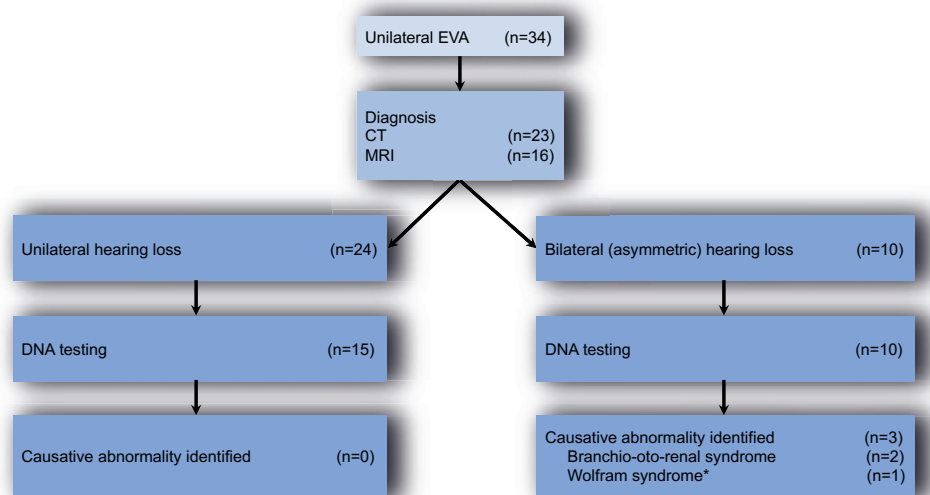 Unilateral EVA (n=34)
Diagnosis
CT (n=23)
MRI (n=16)
Unilateral hearing loss (n=24)
Bilateral (asymmetric) hearing loss (n=10)
DNA testing (n=15)
DNA testing (n=10)
Causative abnormality identified (n=0)
Causative abnormality identified (n=3)
Branchio-oto-renal syndrome (n=2)
Wolfram syndrome* (n=1)